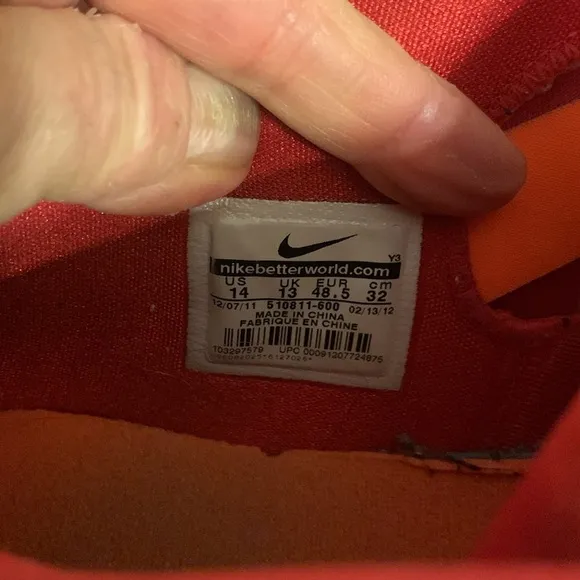 Y3
nikebetterworld.com
US UK EUR cm
14 13 48.5 32
12/07/11 510811-600 02/13/12
MADE IN CHINA
FABRIQUE EN CHINE
103297579 UPC 00091207724875